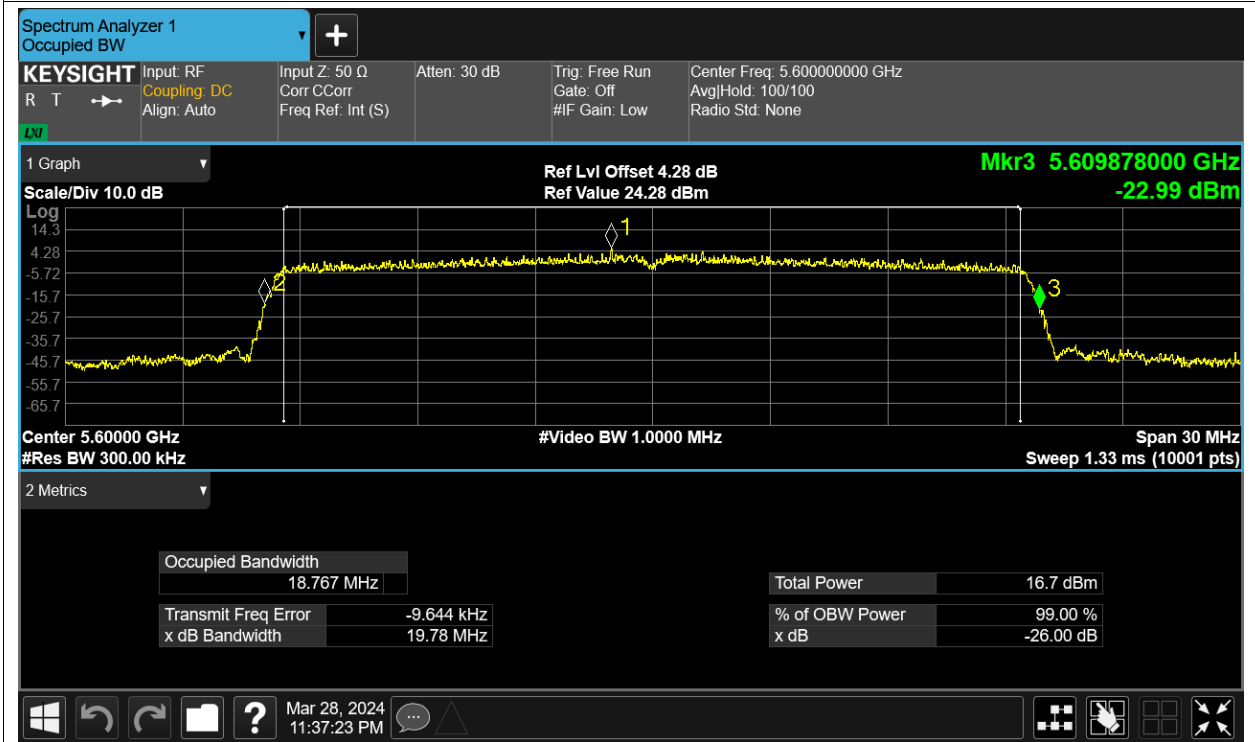 Spectrum Analyzer 1
Occupied BW
KEYSIGHT
R T
LXI
Input: RF
Coupling: DC
Align: Auto
Input Z: 50 Ω
Corr CCorr
Freq Ref: Int (S)
Atten: 30 dB
Trig: Free Run
Gate: Off
#IF Gain: Low
Center Freq: 5.600000000 GHz
Avg|Hold: 100/100
Radio Std: None
1 Graph
Scale/Div 10.0 dB
Ref Lvl Offset 4.28 dB
Ref Value 24.28 dBm
Mkr3 5.609878000 GHz
-22.99 dBm
Log
14.3
4.28
-5.72
-15.7
-25.7
-35.7
-45.7
-55.7
-65.7
1
2
3
Center 5.60000 GHz
#Video BW 1.0000 MHz
Span 30 MHz
#Res BW 300.00 kHz
Sweep 1.33 ms (10001 pts)
2 Metrics
Occupied Bandwidth
18.767 MHz
Total Power 16.7 dBm
Transmit Freq Error -9.644 kHz
% of OBW Power 99.00 %
x dB Bandwidth 19.78 MHz
x dB -26.00 dB
?
Mar 28, 2024
11:37:23 PM